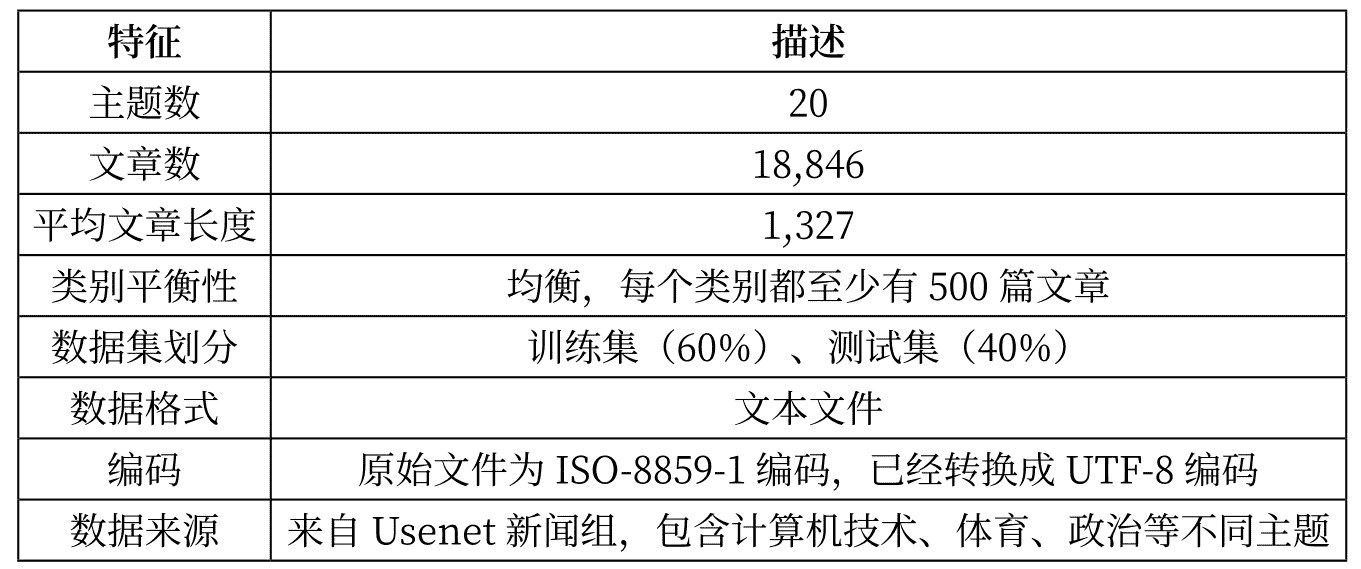 特征 描述
主题数 20
文章数 18,846
平均文章长度 1,327
类别平衡性 均衡，每个类别都至少有 500 篇文章
数据集划分 训练集（60%）、测试集（40%）
数据格式 文本文件
编码 原始文件为 ISO-8859-1 编码，已经转换成 UTF-8 编码
数据来源 来自 Usenet 新闻组，包含计算机技术、体育、政治等不同主题